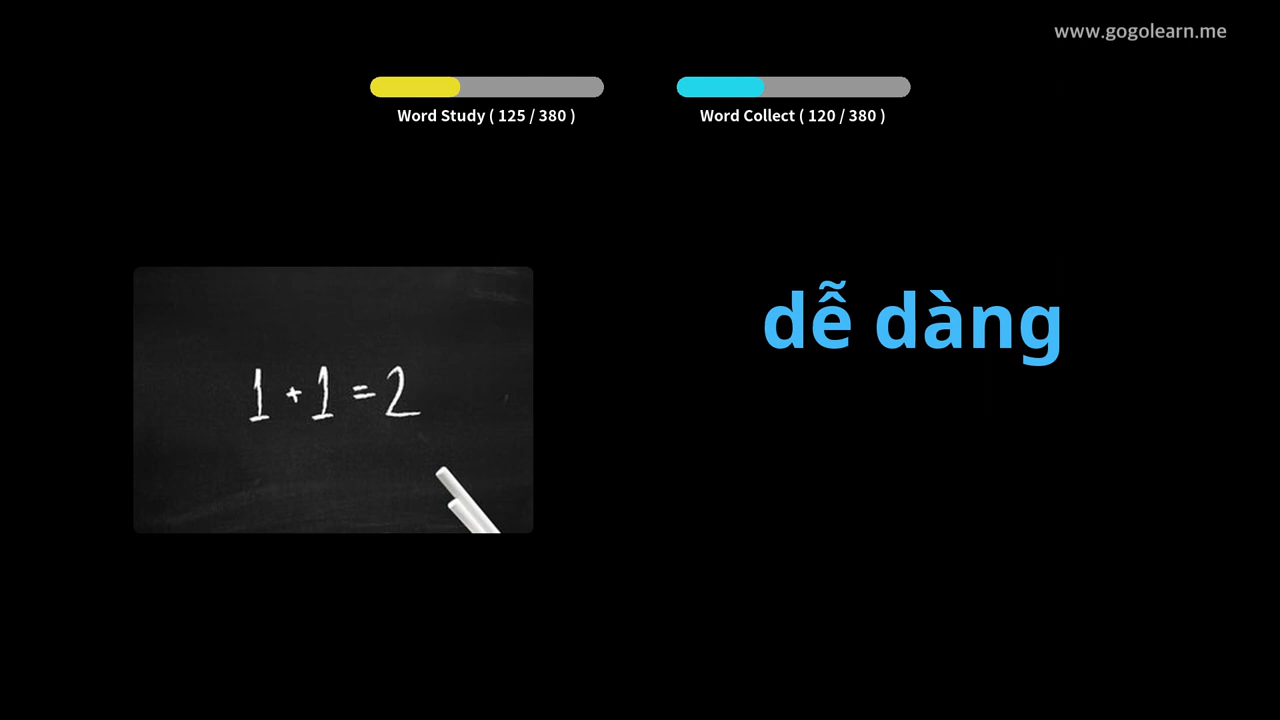 www.gogolearn.me
Word Study ( 125 / 380 )
Word Collect ( 120 / 380 )
dễ dàng
1 + 1 = 2